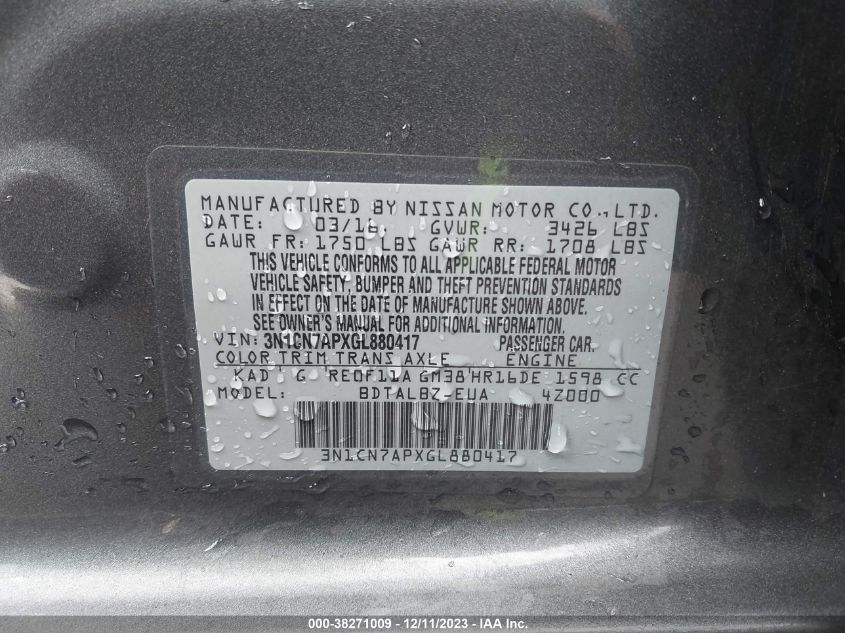 MANUFACTURED BY NISSAN MOTOR CO.,LTD.
DATE: 03/16 GVWR: 3426 LBS
GAWR FR: 1750 LBS GAWR RR: 1708 LBS
THIS VEHICLE CONFORMS TO ALL APPLICABLE FEDERAL MOTOR
VEHICLE SAFETY, BUMPER AND THEFT PREVENTION STANDARDS
IN EFFECT ON THE DATE OF MANUFACTURE SHOWN ABOVE.
SEE OWNER'S MANUAL FOR ADDITIONAL INFORMATION.
VIN: 3N1CN7APXGL880417 PASSENGER CAR.
COLOR TRIM TRANS AXLE ENGINE
KAD ' G 'RE0F11A GM38'HR16DE 1598 CC
MODEL: BDTALBZ-EUA 4Z000
3N1CN7APXGL880417
000-38271009 - 12/11/2023 - www.iaai.com